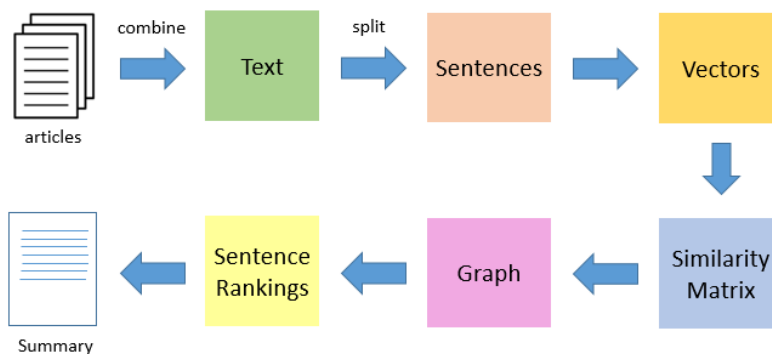 combine
split
Text
Sentences
Vectors
articles
Similarity
Matrix
Graph
Sentence
Rankings
Summary